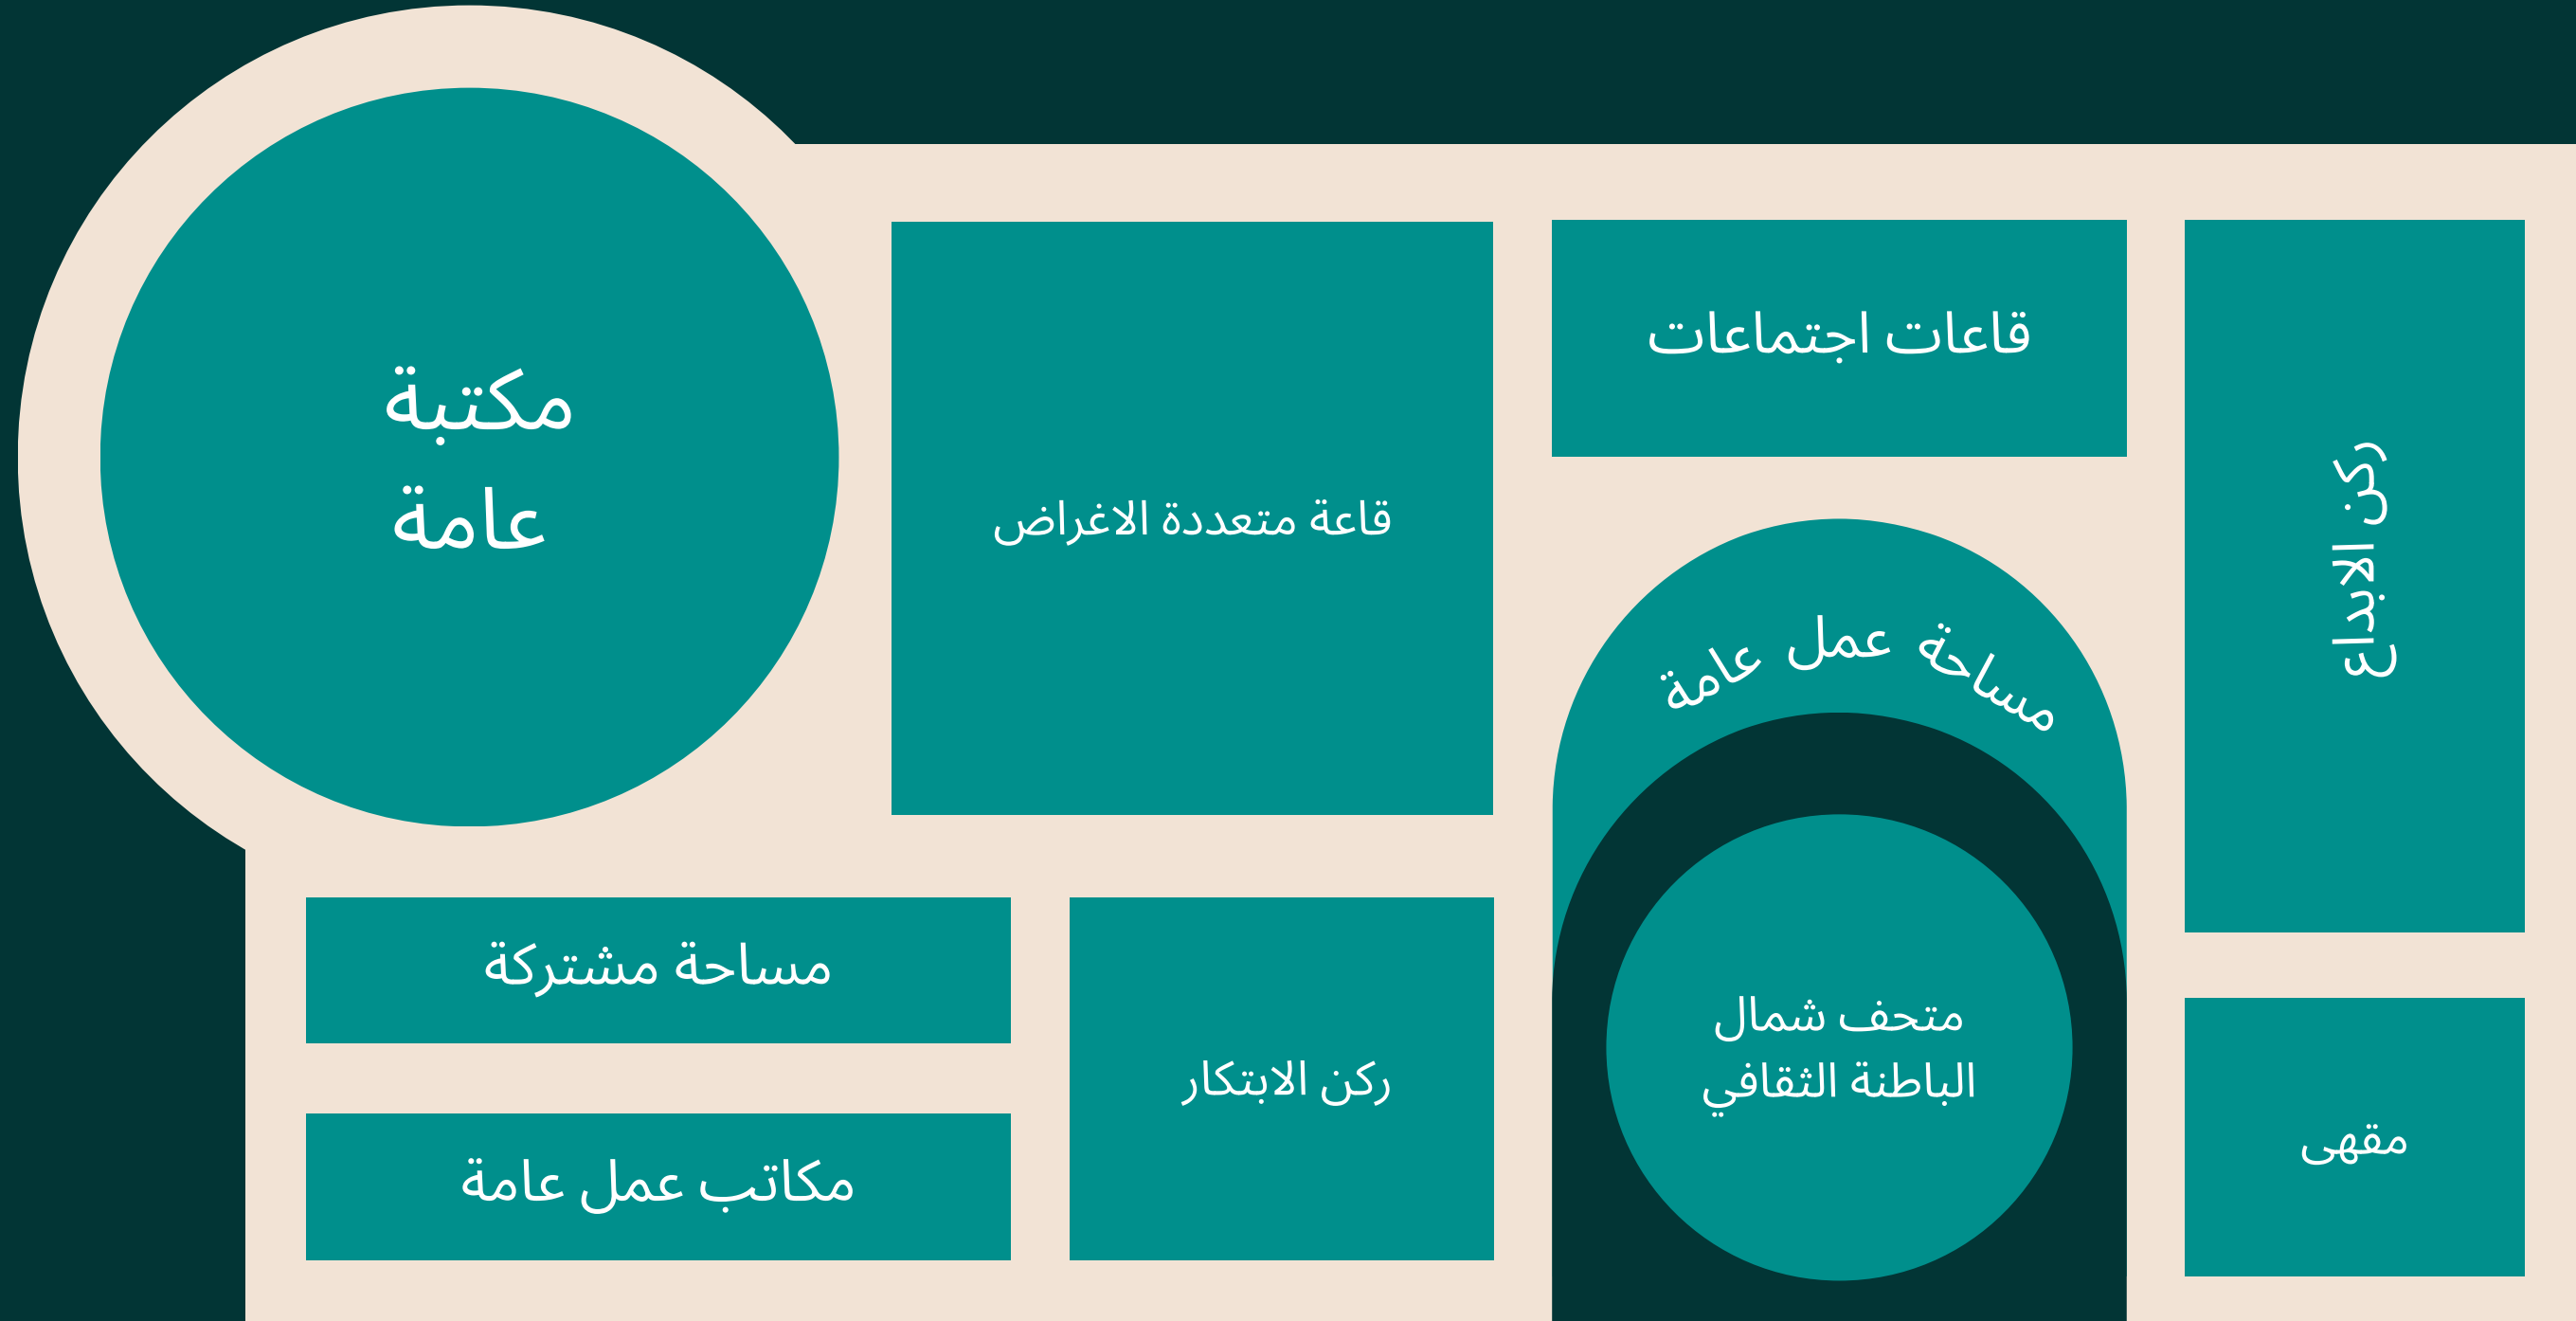 مكتبة
عامة
قاعة متعددة الاغراض
قاعات اجتماعات
ركن الابداع
مساحة عمل عامة
مساحة مشتركة
ركن الابتكار
متحف شمال
الباطنة الثقافي
مقهى
مكاتب عمل عامة